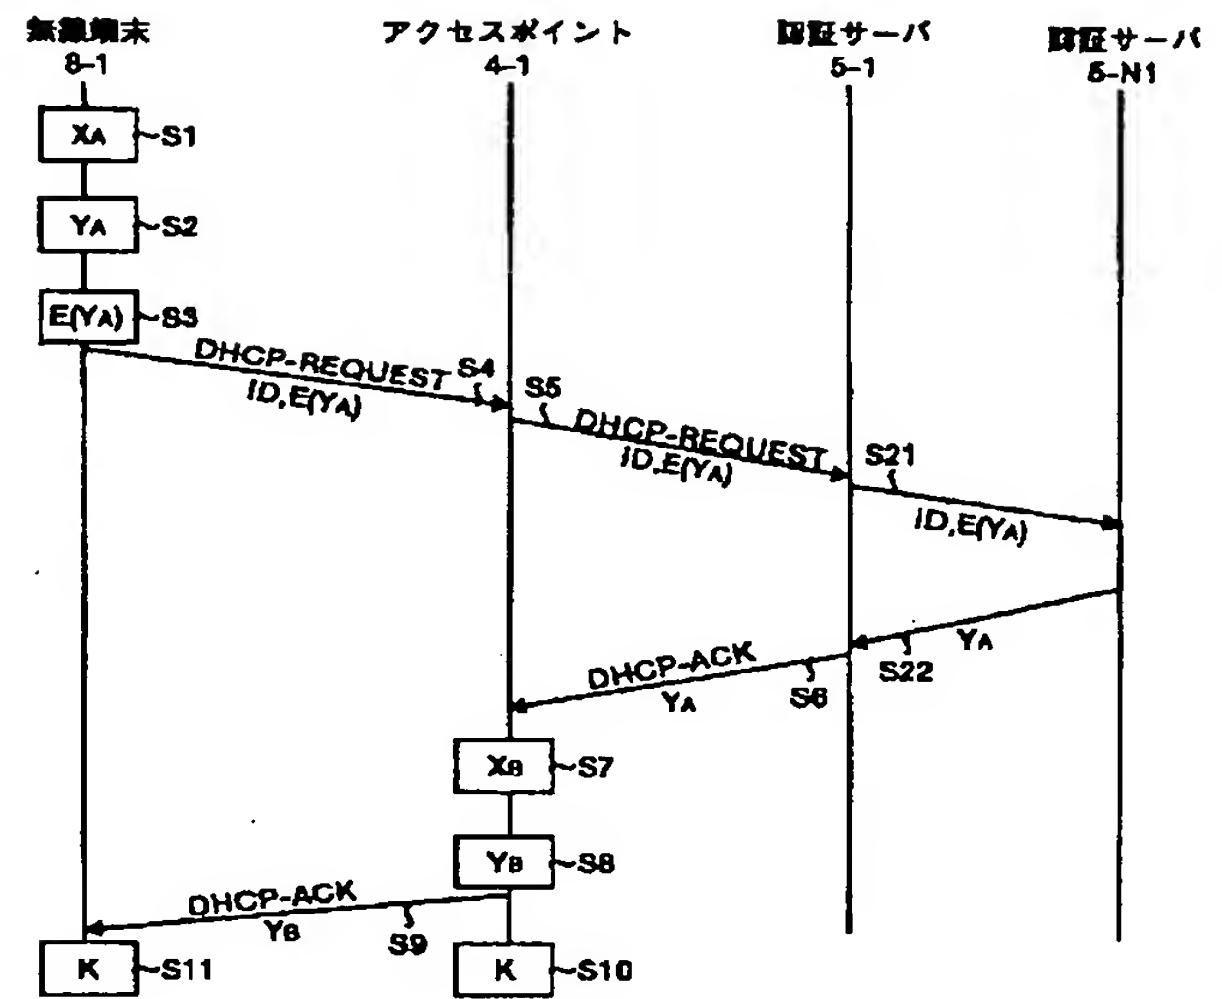 無線端末
8-1
アクセスポイント
4-1
認証サーバ
5-1
認証サーバ
5-N1
XA
S1
YA
S2
E(YA)
S3
DHCP-REQUEST
S4
ID,E(YA)
S5
DHCP-REQUEST
ID,E(YA)
S21
ID,E(YA)
YA
S22
DHCP-ACK
YA
S6
XB
S7
YB
S8
DHCP-ACK
YB
S9
K
S11
K
S10